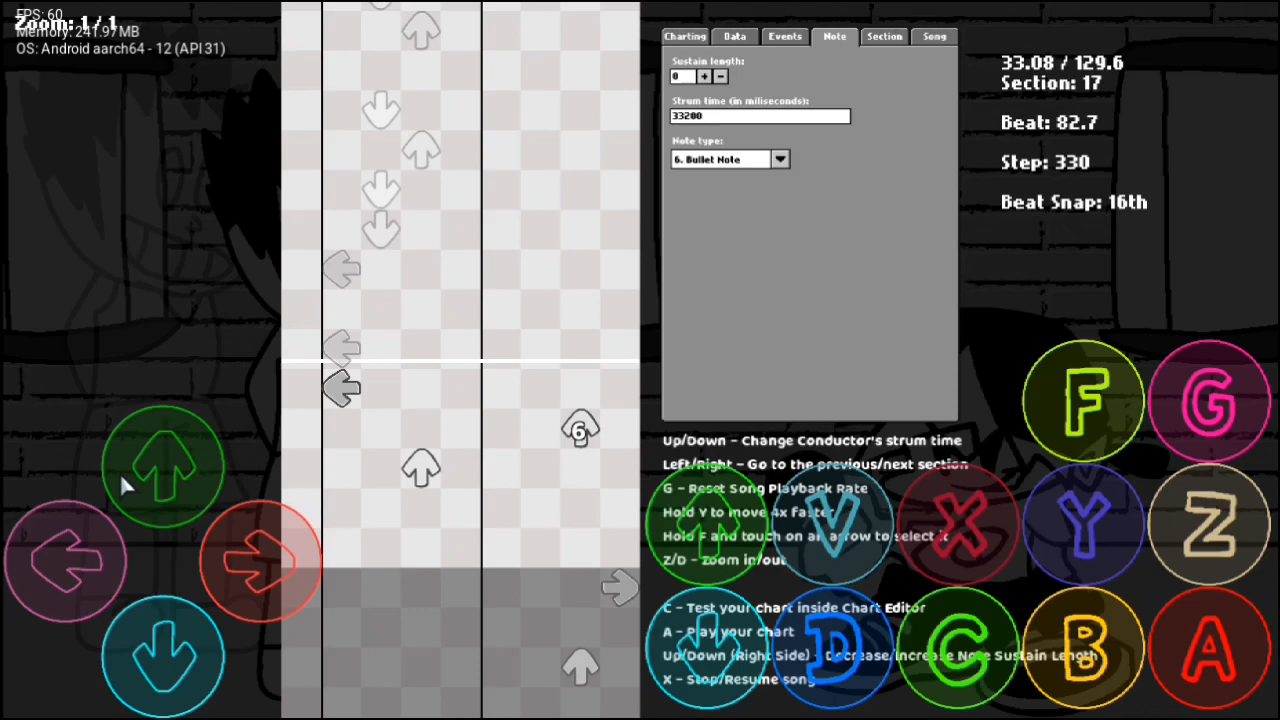 FPS: 60
Zoom: 1 / 1
Memory: 241.97MB
OS: Android aarch64 - 12 (API 31)
Charting
Data
Events
Note
Section
Song
Sustain length:
0
+
-
Strum time (in miliseconds):
33200
Note type:
6. Bullet Note
33.08 / 129.6
Section: 17
Beat: 82.7
Step: 330
Beat Snap: 16th
6
Up/Down - Change Conductor's strum time
Left/Right - Go to the previous/next section
G - Reset Song Playback Rate
Hold Y to move 4x faster
Hold F and touch on an arrow to select it
Z/D - zoom in/out
C - Test your chart inside Chart Editor
A - Play your chart
Up/Down (Right Side) - Decrease/Increase Note Sustain Length
X - Stop/Resume song
F
G
V
X
Y
Z
D
C
B
A